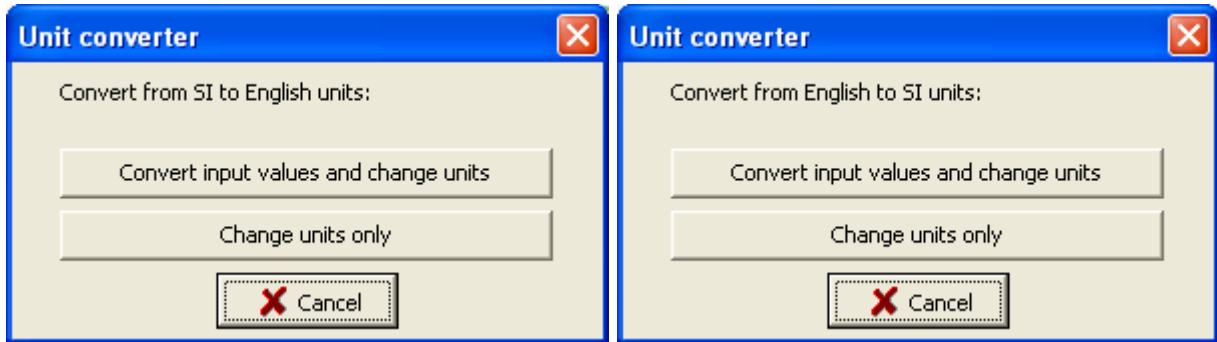 Unit converter
Convert from SI to English units:
Convert input values and change units
Change units only
Cancel
Unit converter
Convert from English to SI units:
Convert input values and change units
Change units only
Cancel